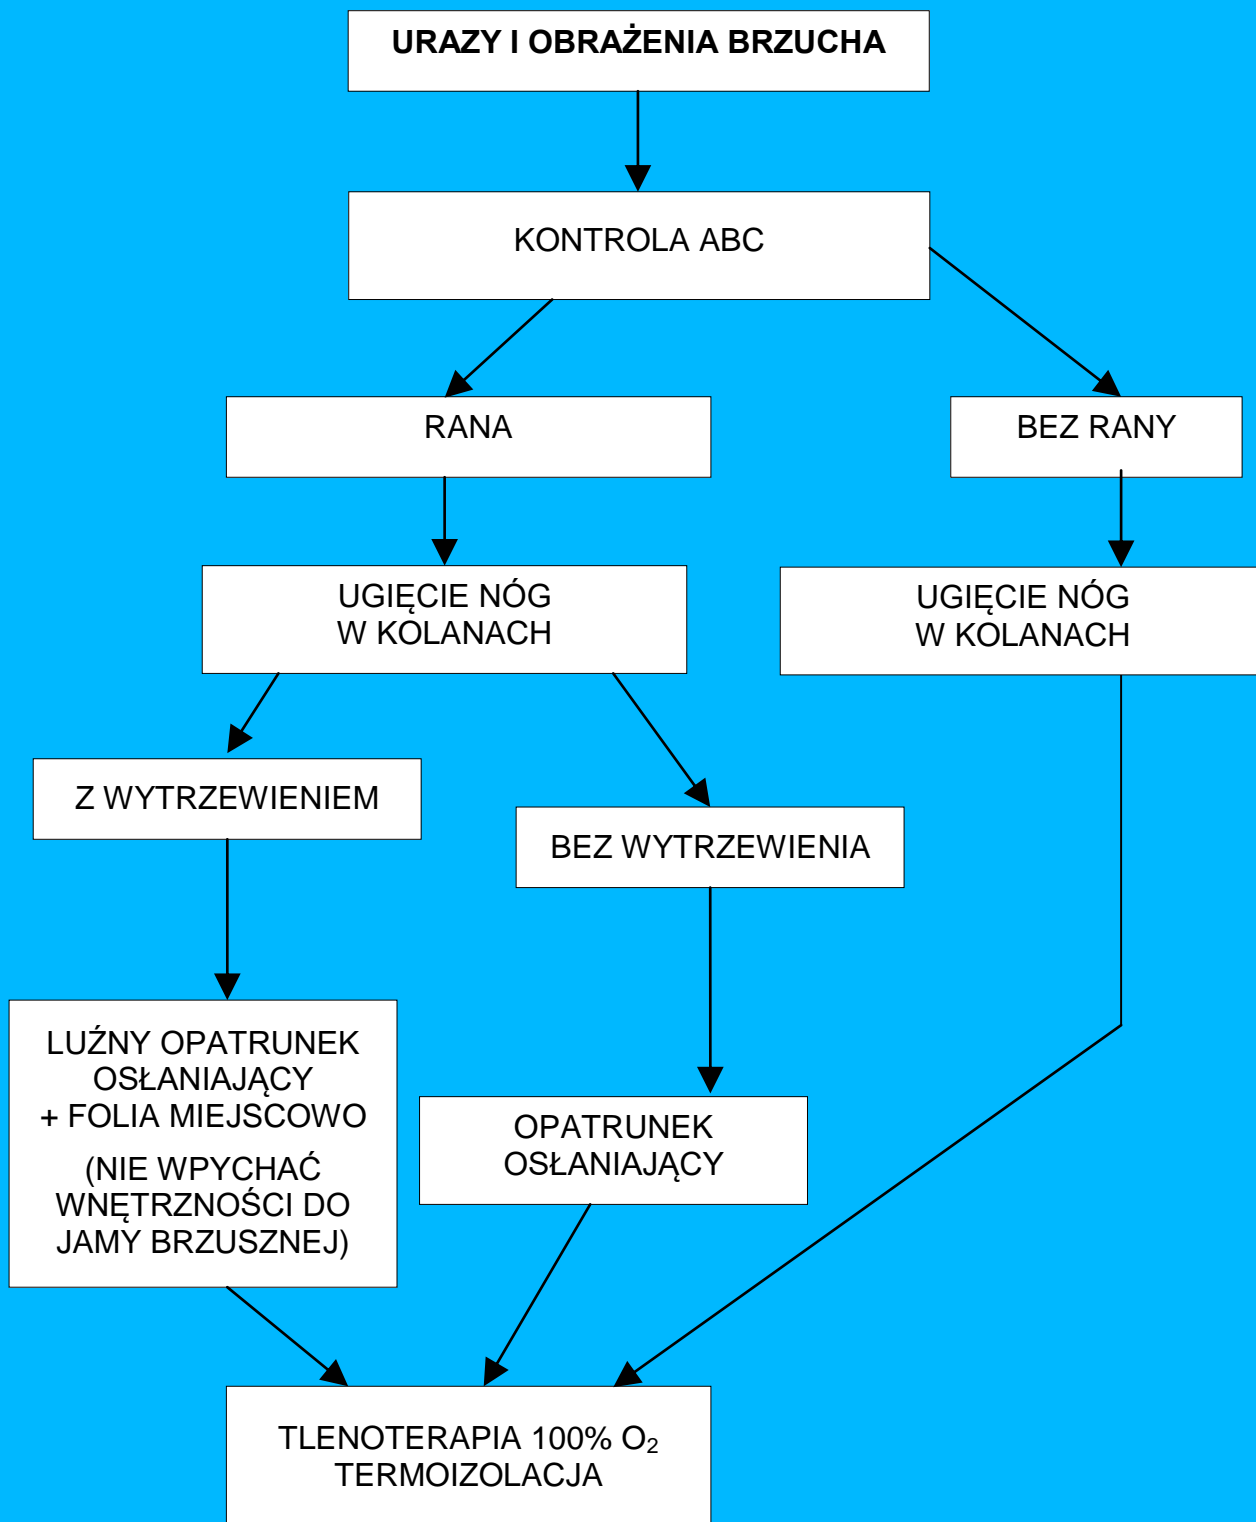 URAZY I OBRAŻENIA BRZUCHA
KONTROLA ABC
RANA
BEZ RANY
UGIĘCIE NÓG
W KOLANACH
UGIĘCIE NÓG
W KOLANACH
Z WYTRZEWIENIEM
BEZ WYTRZEWIENIA
LUŹNY OPATRUNEK
OSŁANIAJĄCY
+ FOLIA MIEJSCOWO
(NIE WPYCHAĆ
WNĘTRZNOŚCI DO
JAMY BRZUSZNEJ)
OPATRUNEK
OSŁANIAJĄCY
TLENOTERAPIA 100% O₂
TERMOIZOLACJA